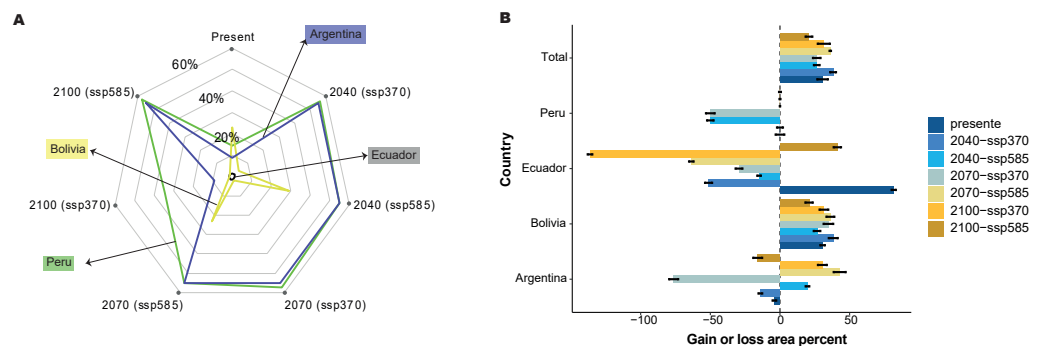 A
Present
Argentina
60%
2100 (ssp585)
2040 (ssp370)
40%
20%
Bolivia
Ecuador
0
2100 (ssp370)
2040 (ssp585)
Peru
2070 (ssp585)
2070 (ssp370)
B
Country
Total
Peru
Ecuador
Bolivia
Argentina
−100
−50
0
50
Gain or loss area percent
presente
2040−ssp370
2040−ssp585
2070−ssp370
2070−ssp585
2100−ssp370
2100−ssp585